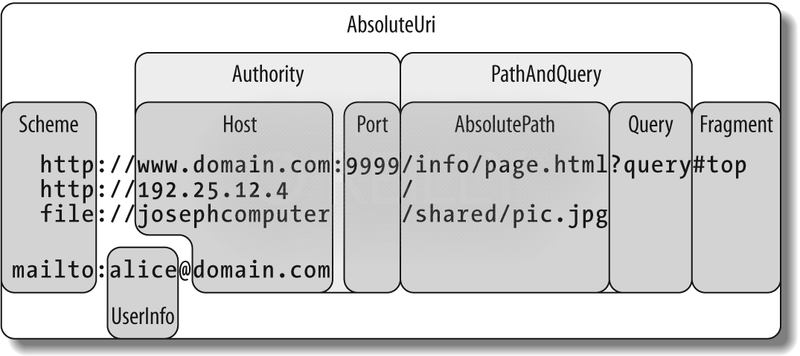 AbsoluteUri
Authority PathAndQuery
Scheme Host Port AbsolutePath Query Fragment
http://www.domain.com:9999/info/page.html?query#top
http://192.25.12.4 /
file://josephcomputer /shared/pic.jpg
mailto:alice@domain.com
UserInfo